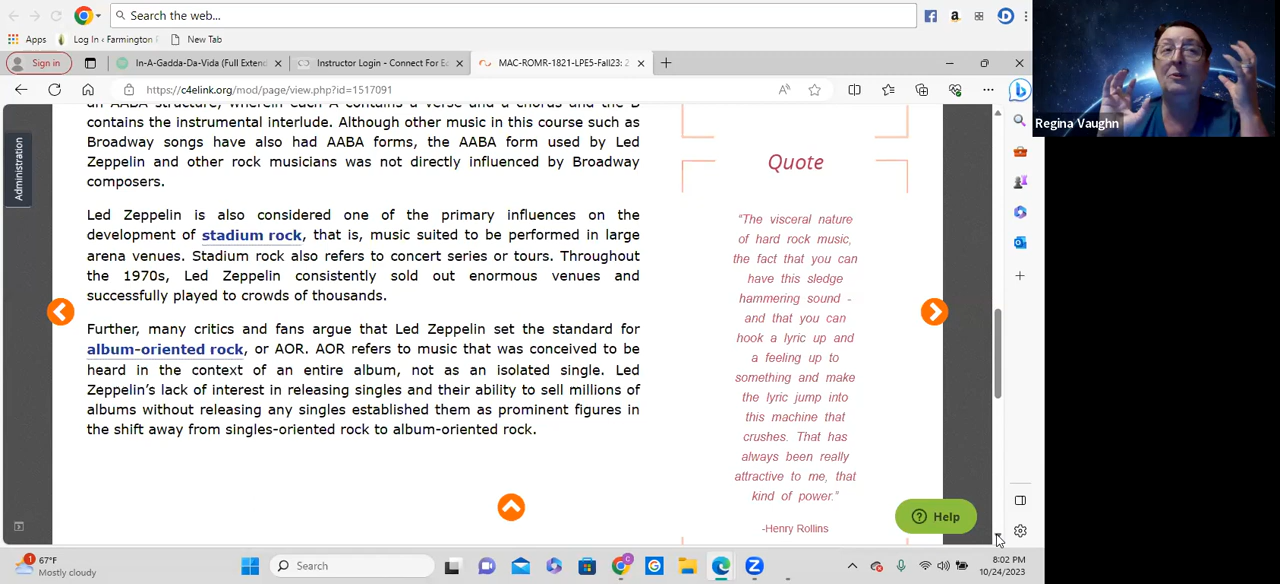 Search the web...
Apps
Log In ‹ Farmington
New Tab
Sign in
In-A-Gadda-Da-Vida (Full Extend
Instructor Login - Connect For Ed
MAC-ROMR-1821-LPE5-Fall23: 2
https://c4elink.org/mod/page/view.php?id=1517091
Regina Vaughn
Administration
an AABA structure, wherein each A contains a verse and a chorus and the B
contains the instrumental interlude. Although other music in this course such as
Broadway songs have also had AABA forms, the AABA form used by Led
Zeppelin and other rock musicians was not directly influenced by Broadway
composers.
Led Zeppelin is also considered one of the primary influences on the
development of stadium rock, that is, music suited to be performed in large
arena venues. Stadium rock also refers to concert series or tours. Throughout
the 1970s, Led Zeppelin consistently sold out enormous venues and
successfully played to crowds of thousands.
Further, many critics and fans argue that Led Zeppelin set the standard for
album-oriented rock, or AOR. AOR refers to music that was conceived to be
heard in the context of an entire album, not as an isolated single. Led
Zeppelin's lack of interest in releasing singles and their ability to sell millions of
albums without releasing any singles established them as prominent figures in
the shift away from singles-oriented rock to album-oriented rock.
Quote
"The visceral nature
of hard rock music,
the fact that you can
have this sledge
hammering sound -
and that you can
hook a lyric up and
a feeling up to
something and make
the lyric jump into
this machine that
crushes. That has
always been really
attractive to me, that
kind of power."
-Henry Rollins
Help
67°F
Mostly cloudy
Search
8:02 PM
10/24/2023